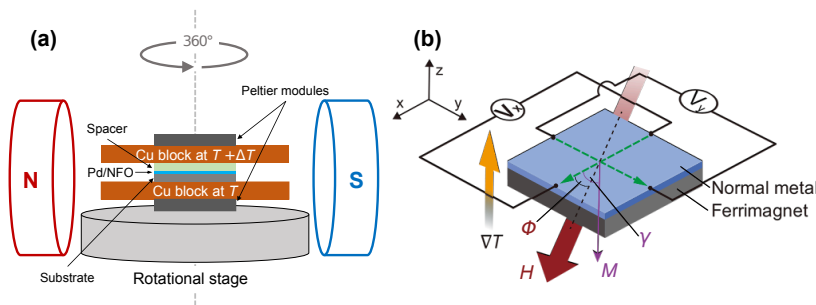 (a)
360°
Peltier modules
Spacer
Cu block at T + ΔT
Pd/NFO
Cu block at T
N
S
Substrate
Rotational stage
(b)
z
x
y
Vx
Vy
∇T
Φ
γ
H
M
Normal metal
Ferrimagnet